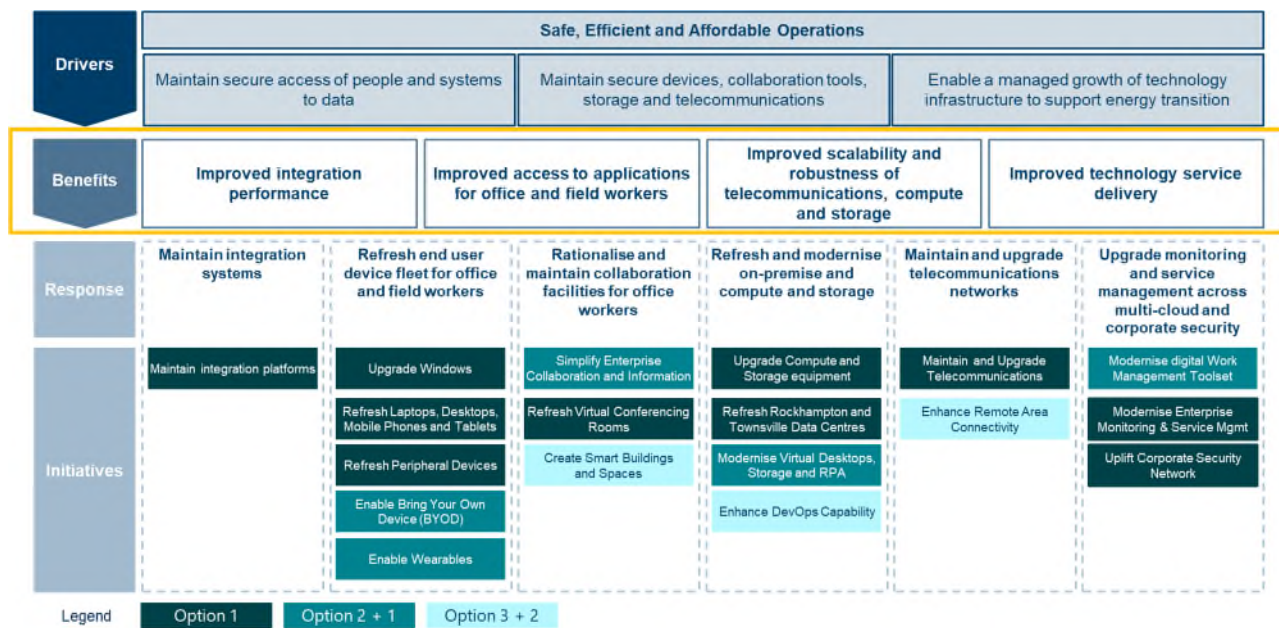 Drivers
Safe, Efficient and Affordable Operations
Maintain secure access of people and systems
to data
Maintain secure devices, collaboration tools,
storage and telecommunications
Enable a managed growth of technology
infrastructure to support energy transition
Benefits
Improved integration
performance
Improved access to applications
for office and field workers
Improved scalability and
robustness of
telecommunications, compute
and storage
Improved technology service
delivery
Response
Maintain integration
systems
Refresh end user
device fleet for office
and field workers
Rationalise and
maintain collaboration
facilities for office
workers
Refresh and modernise
on-premise and
compute and storage
Maintain and upgrade
telecommunications
networks
Upgrade monitoring
and service
management across
multi-cloud and
corporate security
Initiatives
Maintain integration platforms
Upgrade Windows
Refresh Laptops, Desktops,
Mobile Phones and Tablets
Refresh Peripheral Devices
Enable Bring Your Own
Device (BYOD)
Enable Wearables
Simplify Enterprise
Collaboration and Information
Refresh Virtual Conferencing
Rooms
Create Smart Buildings
and Spaces
Upgrade Compute and
Storage equipment
Refresh Rockhampton and
Townsville Data Centres
Modernise Virtual Desktops,
Storage and RPA
Enhance DevOps Capability
Maintain and Upgrade
Telecommunications
Enhance Remote Area
Connectivity
Modernise digital Work
Management Toolset
Modernise Enterprise
Monitoring & Service Mgmt
Uplift Corporate Security
Network
Legend
Option 1
Option 2 + 1
Option 3 + 2